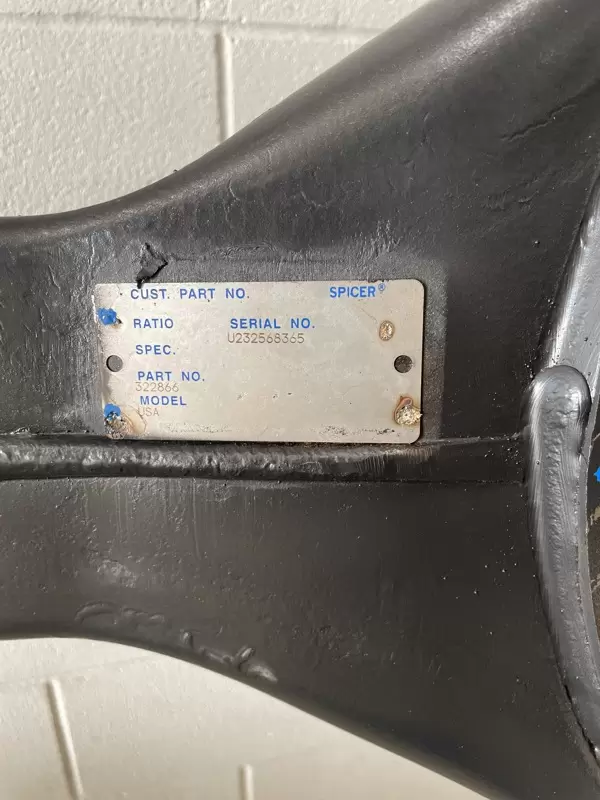 CUST. PART NO. SPICER®
RATIO SERIAL NO.
U232568365
SPEC.
PART NO.
322866
MODEL
USA